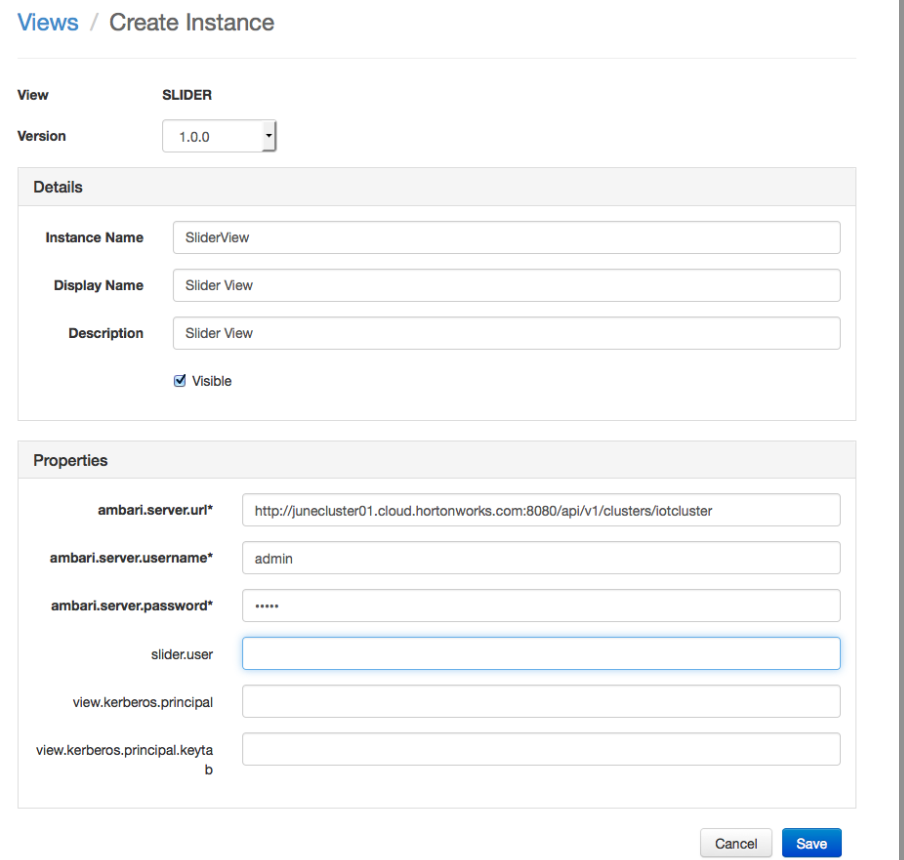 Views / Create Instance
View SLIDER
Version 1.0.0
Details
Instance Name SliderView
Display Name Slider View
Description Slider View
Visible
Properties
ambari.server.url* http://junecluster01.cloud.hortonworks.com:8080/api/v1/clusters/iotcluster
ambari.server.username* admin
ambari.server.password* •••••
slider.user
view.kerberos.principal
view.kerberos.principal.keyta
b
Cancel Save